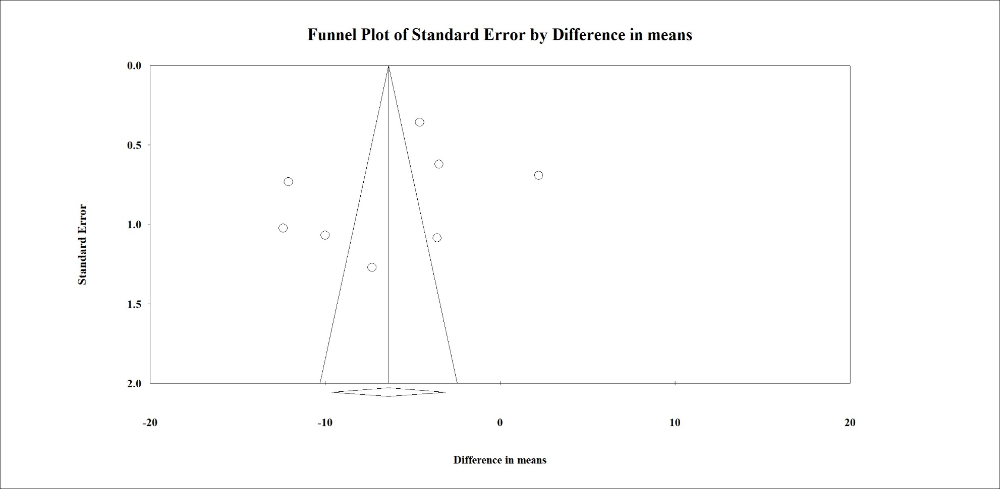 Funnel Plot of Standard Error by Difference in means
0.0
0.5
1.0
1.5
2.0
Standard Error
-20 -10 0 10 20
Difference in means